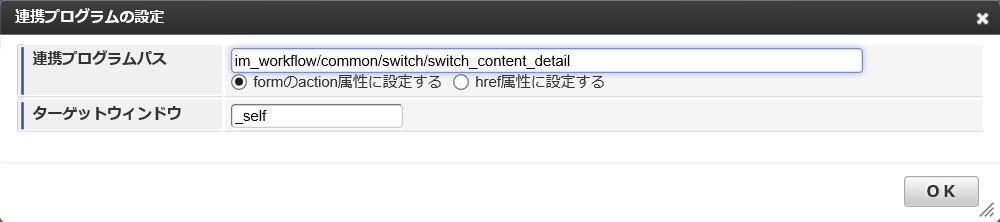 連携プログラムの設定
連携プログラムパス
im_workflow/common/switch/switch_content_detail
formのaction属性に設定する href属性に設定する
ターゲットウィンドウ
_self
OK